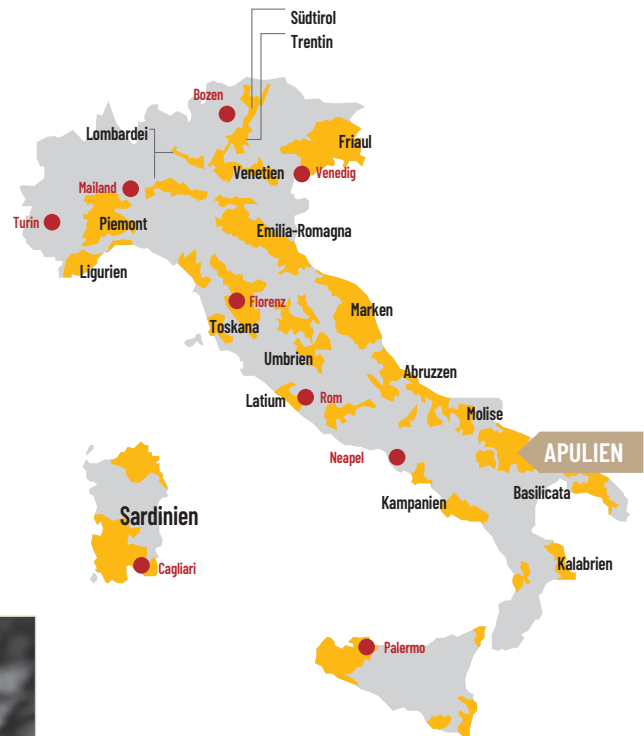 Südtirol
Trentin
Bozen
Lombardei
Friaul
Venetien
Venedig
Mailand
Turin
Piemont
Emilia-Romagna
Ligurien
Florenz
Marken
Toskana
Umbrien
Abruzzen
Latium
Rom
Molise
APULIEN
Neapel
Basilicata
Kampanien
Sardinien
Kalabrien
Cagliari
Palermo